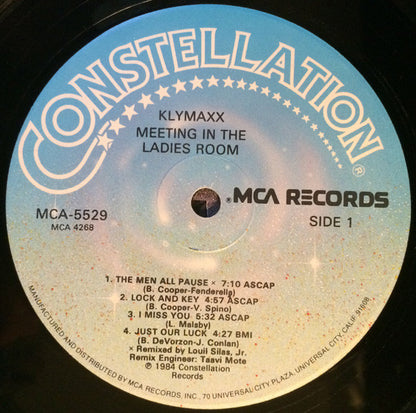 CONSTELLATION®
KLYMAXX
MEETING IN THE
LADIES ROOM
MCA-5529
MCA 4268
®MCA RECORDS
SIDE 1
1. THE MEN ALL PAUSE × 7:10 ASCAP
(B. Cooper-Fenderella)
2. LOCK AND KEY 4:57 ASCAP
(B. Cooper-V. Spino)
3. I MISS YOU 5:32 ASCAP
(L. Malsby)
4. JUST OUR LUCK 4:27 BMI
(B. DeVorzon-J. Conlan)
× Remixed by Louil Silas, Jr.
Remix Engineer: Taavi Mote
℗ 1984 Constellation
Records
MANUFACTURED AND DISTRIBUTED BY MCA RECORDS, INC., 70 UNIVERSAL CITY PLAZA, UNIVERSAL CITY, CALIF. 91608